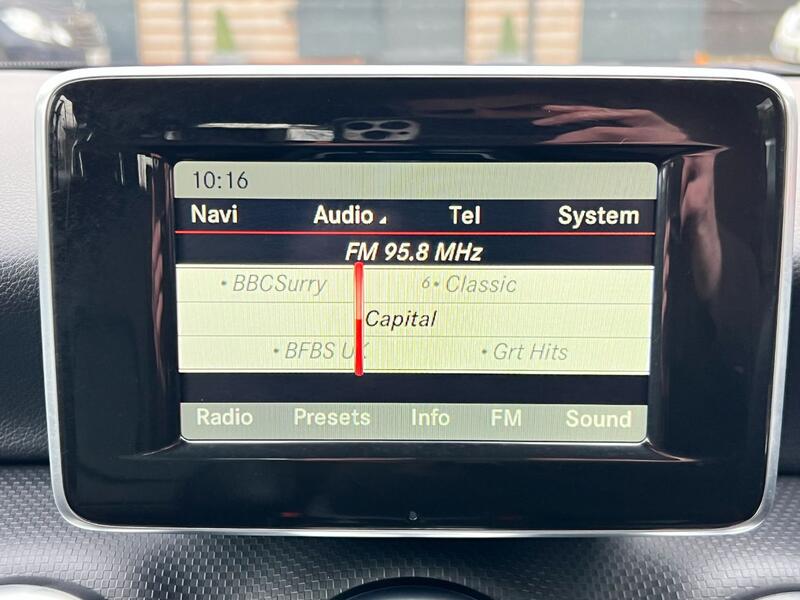 10:16
Navi Audio Tel System
FM 95.8 MHz
• BBCSurry 6• Classic
Capital
• BFBS UK • Grt Hits
Radio Presets Info FM Sound